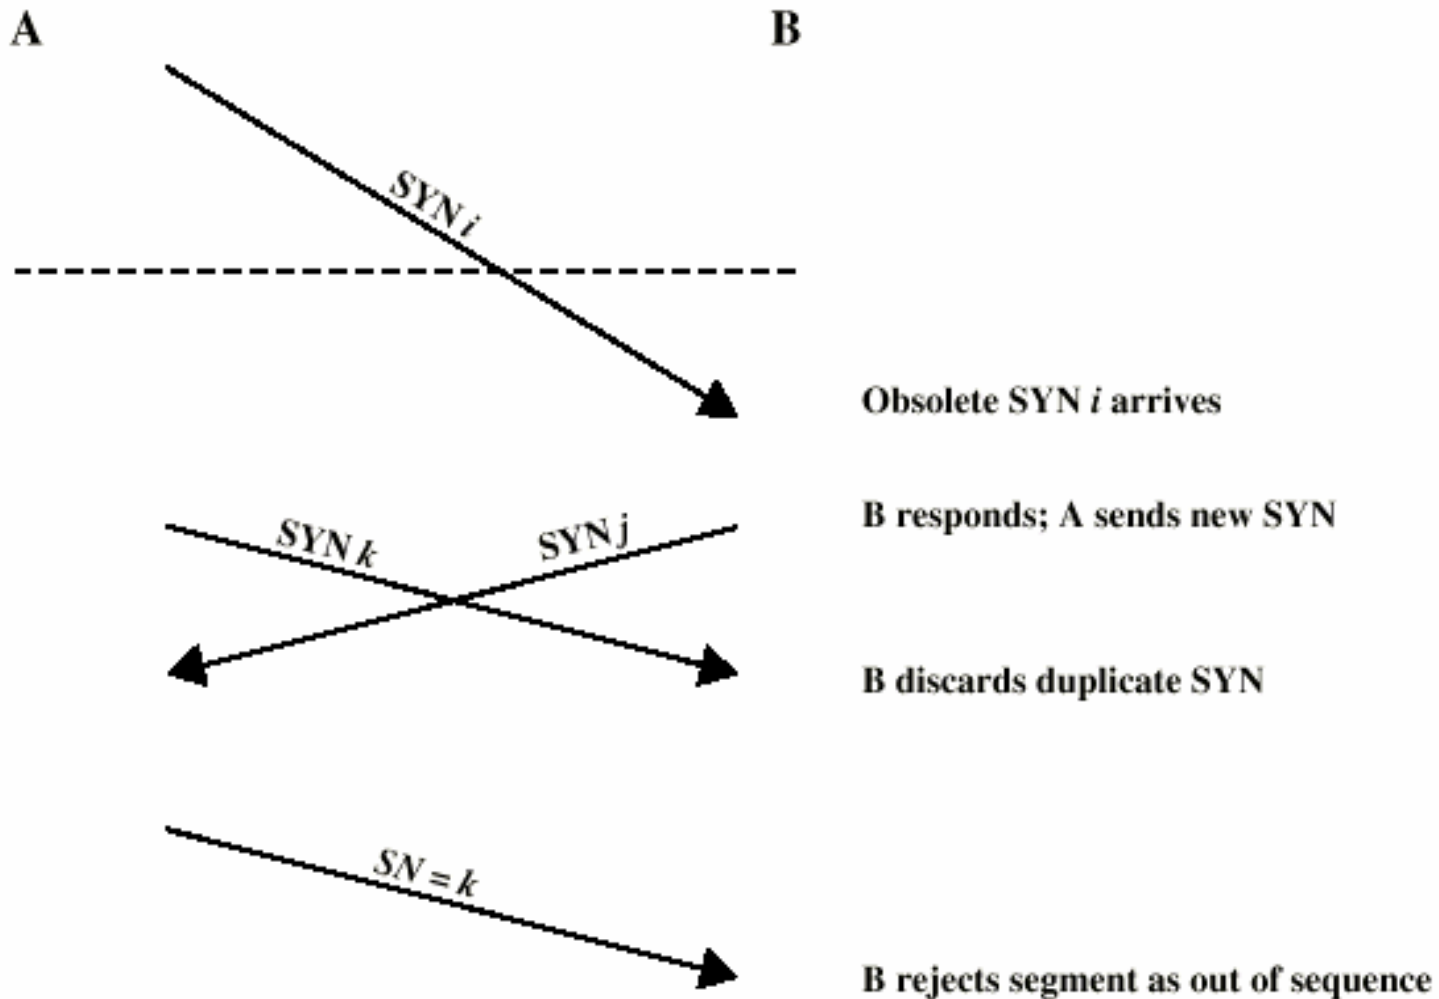 A
B
SYN i
Obsolete SYN i arrives
B responds; A sends new SYN
SYN k
SYN j
B discards duplicate SYN
SN = k
B rejects segment as out of sequence